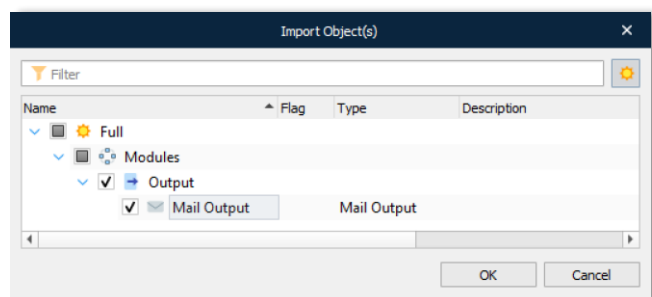 Import Object(s)
Filter
Name Flag Type Description
Full
Modules
Output
Mail Output Mail Output
OK Cancel